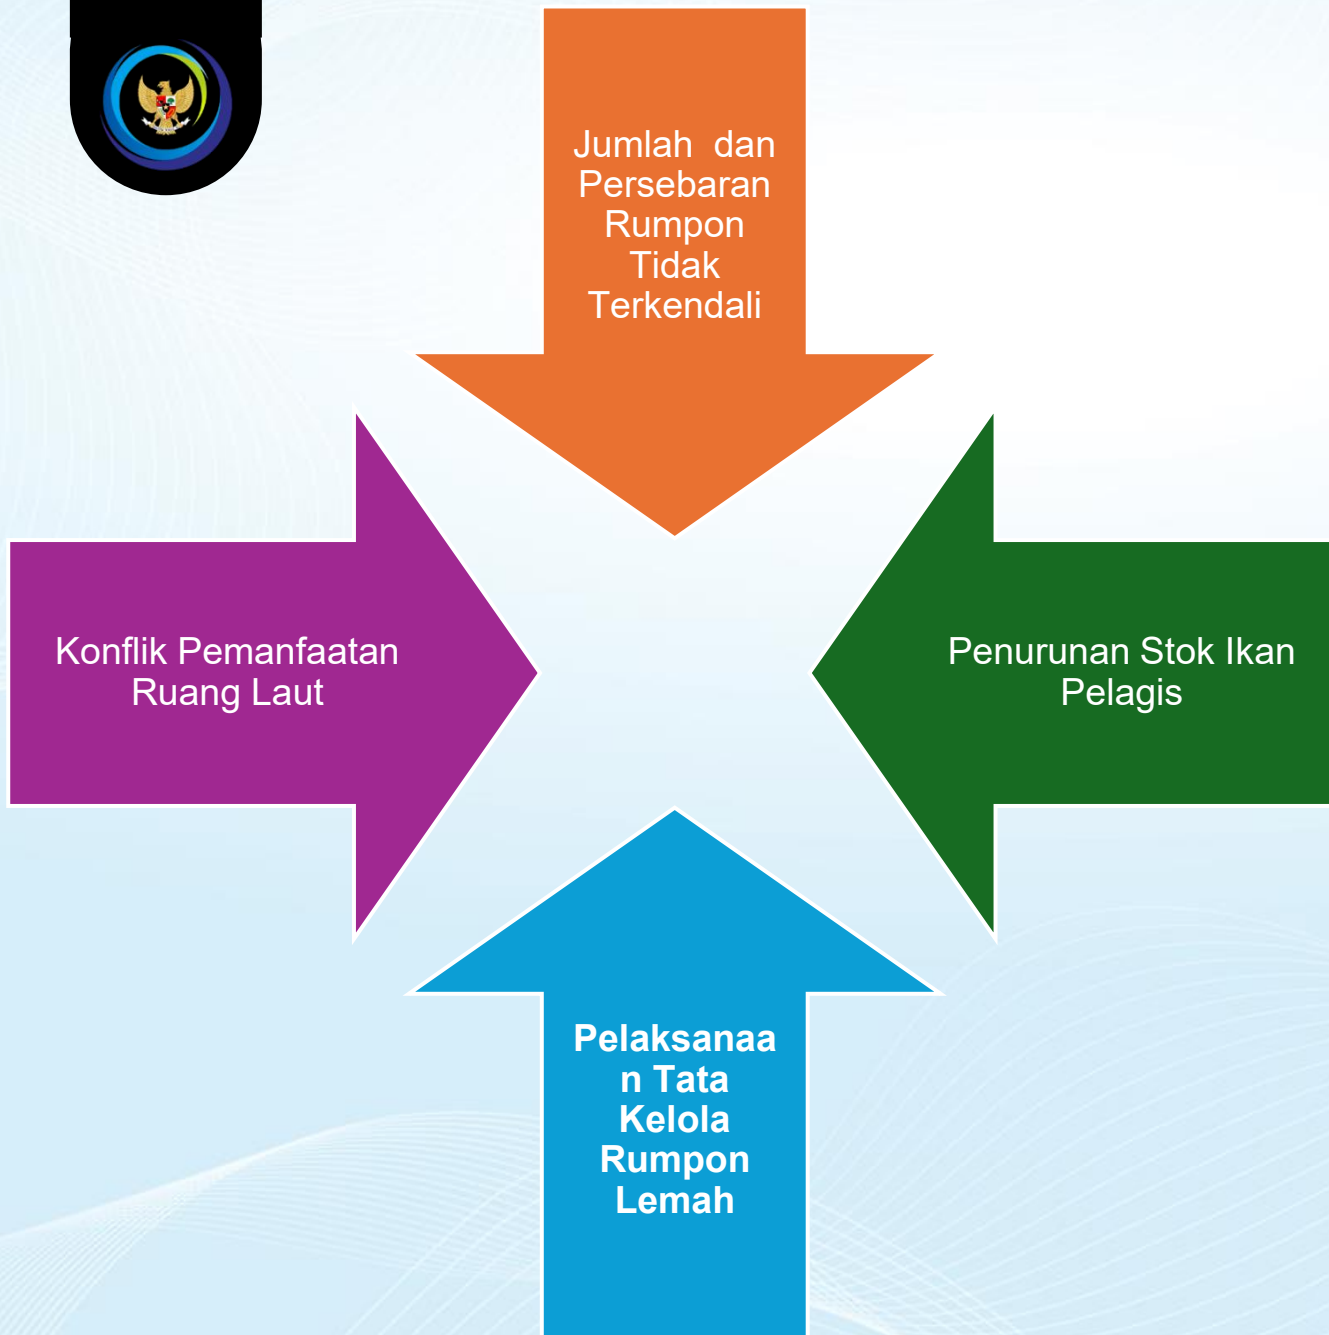 Jumlah dan
Persebaran
Rumpon
Tidak
Terkendali
Konflik Pemanfaatan
Ruang Laut
Penurunan Stok Ikan
Pelagis
Pelaksanaa
n Tata
Kelola
Rumpon
Lemah